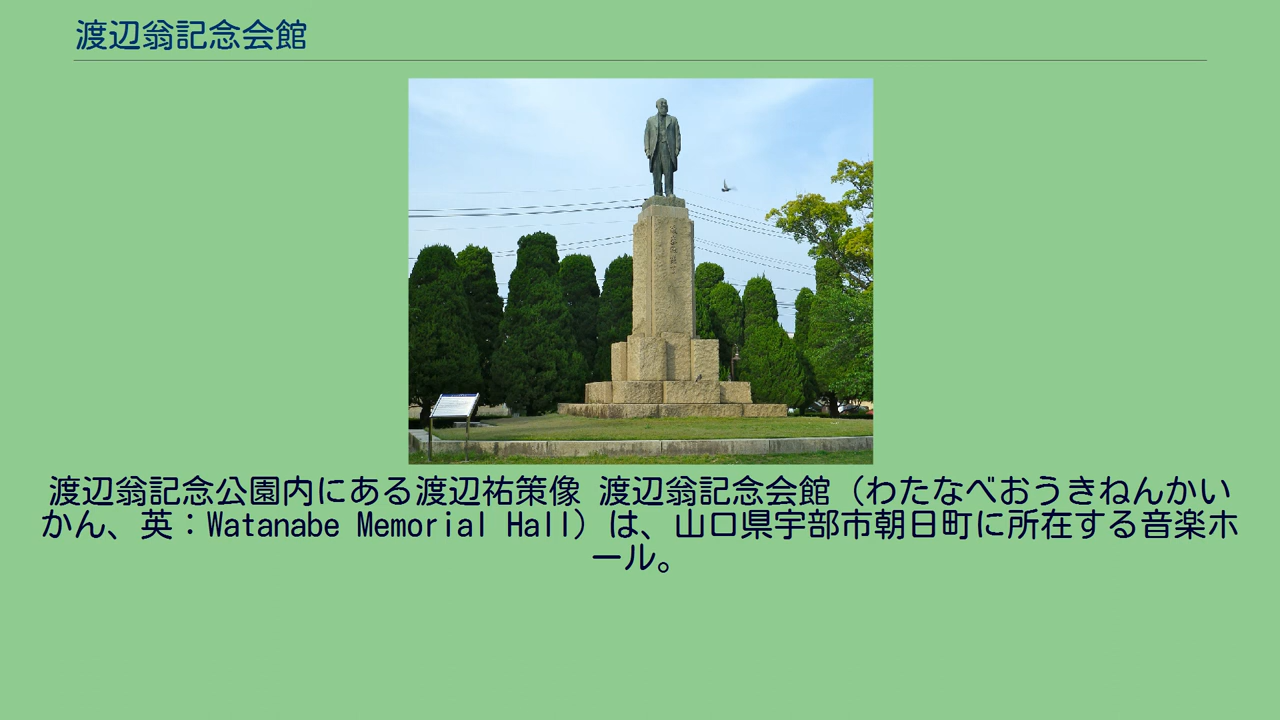 渡辺翁記念会館
渡辺翁記念公園内にある渡辺祐策像 渡辺翁記念会館（わたなべおうきねんかい
かん、英：Watanabe Memorial Hall）は、山口県宇部市朝日町に所在する音楽ホ
ール。